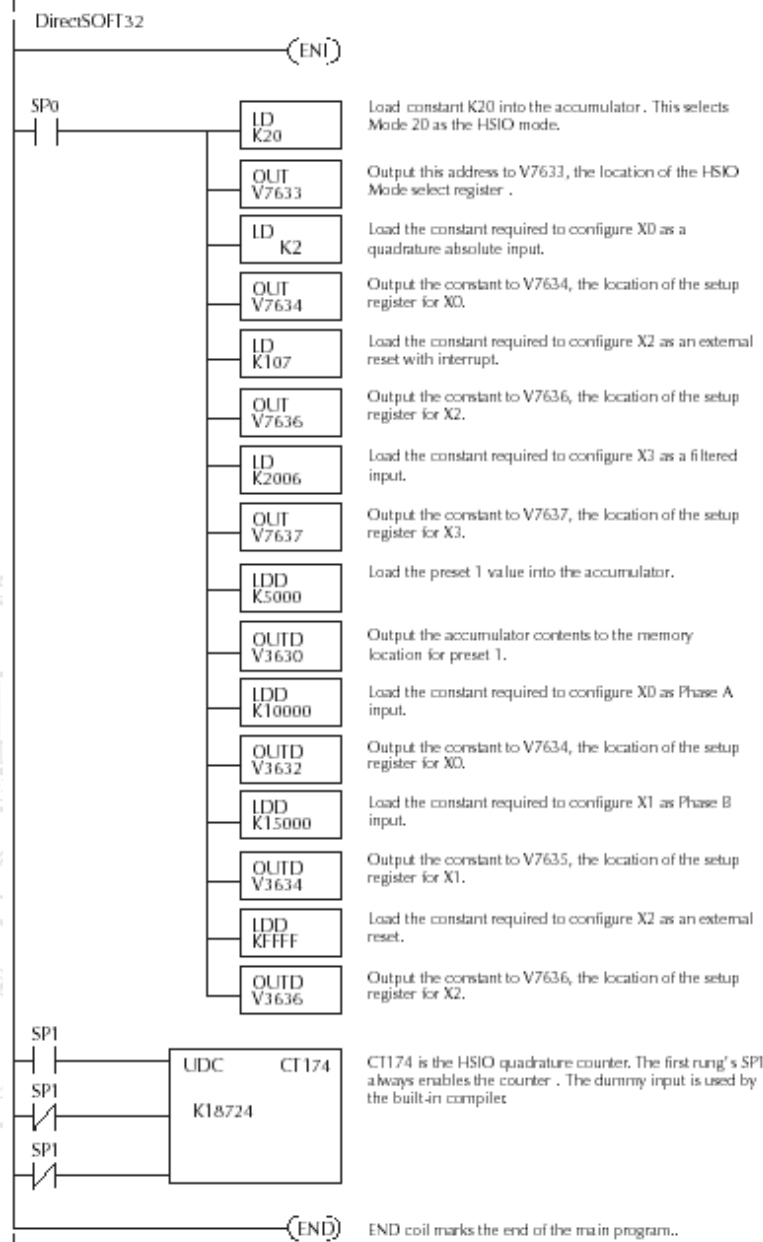 DirectSOFT32
(ENI)
SP0
LD
K20
Load constant K20 into the accumulator . This selects
Mode 20 as the HSIO mode.
OUT
V7633
Output this address to V7633, the location of the HSIO
Mode select register .
LD
K2
Load the constant required to configure X0 as a
quadrature absolute input.
OUT
V7634
Output the constant to V7634, the location of the setup
register for X0.
LD
K107
Load the constant required to configure X2 as an external
reset with interrupt.
OUT
V7636
Output the constant to V7636, the location of the setup
register for X2.
LD
K2006
Load the constant required to configure X3 as a filtered
input.
OUT
V7637
Output the constant to V7637, the location of the setup
register for X3.
LDD
K5000
Load the preset 1 value into the accumulator.
OUTD
V3630
Output the accumulator contents to the memory
location for preset 1.
LDD
K10000
Load the constant required to configure X0 as Phase A
input.
OUTD
V3632
Output the constant to V7634, the location of the setup
register for X0.
LDD
K15000
Load the constant required to configure X1 as Phase B
input.
OUTD
V3634
Output the constant to V7635, the location of the setup
register for X1.
LDD
KFFFF
Load the constant required to configure X2 as an external
reset.
OUTD
V3636
Output the constant to V7636, the location of the setup
register for X2.
SP1
UDC CT174
K18724
SP1
SP1
CT174 is the HSIO quadrature counter. The first rung's SP1
always enables the counter . The dummy input is used by
the built-in compiler.
(END)
END coil marks the end of the main program..